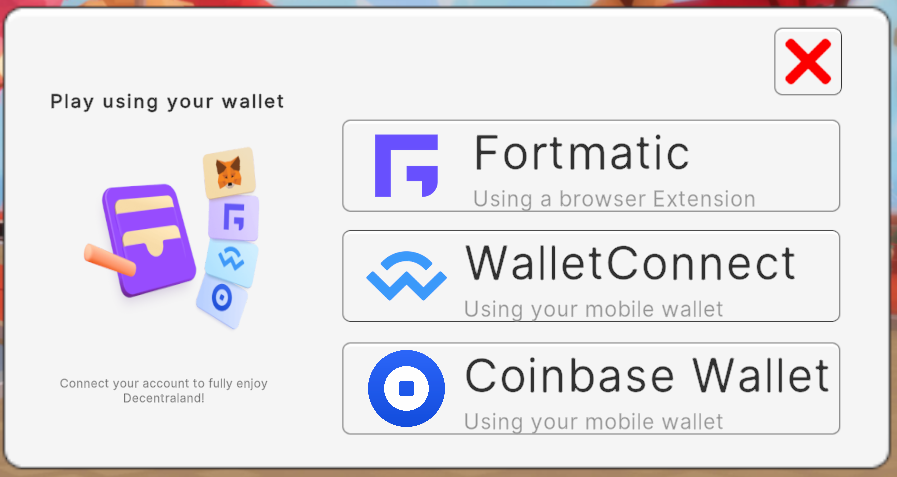 Play using your wallet
Fortmatic
Using a browser Extension
WalletConnect
Using your mobile wallet
Coinbase Wallet
Using your mobile wallet
Connect your account to fully enjoy
Decentraland!